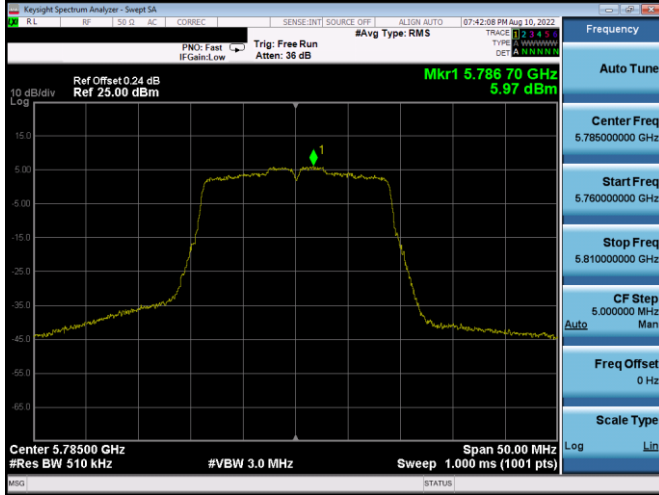 Keysight Spectrum Analyzer - Swept SA
RL RF 50 Ω AC CORREC SENSE:INT SOURCE OFF ALIGN AUTO 07:42:08 PM Aug 10, 2022
#Avg Type: RMS
TRACE 1 2 3 4 5 6
TYPE A WWWWW
DET A N N N N N
PNO: Fast
IFGain:Low
Trig: Free Run
Atten: 36 dB
Mkr1 5.786 70 GHz
5.97 dBm
Ref Offset 0.24 dB
10 dB/div Ref 25.00 dBm
Log
1
15.0
5.00
-5.00
-15.0
-25.0
-35.0
-45.0
-55.0
-65.0
Center 5.78500 GHz Span 50.00 MHz
#Res BW 510 kHz #VBW 3.0 MHz Sweep 1.000 ms (1001 pts)
MSG STATUS
Frequency
Auto Tune
Center Freq
5.785000000 GHz
Start Freq
5.760000000 GHz
Stop Freq
5.810000000 GHz
CF Step
5.000000 MHz
Auto Man
Freq Offset
0 Hz
Scale Type
Log Lin